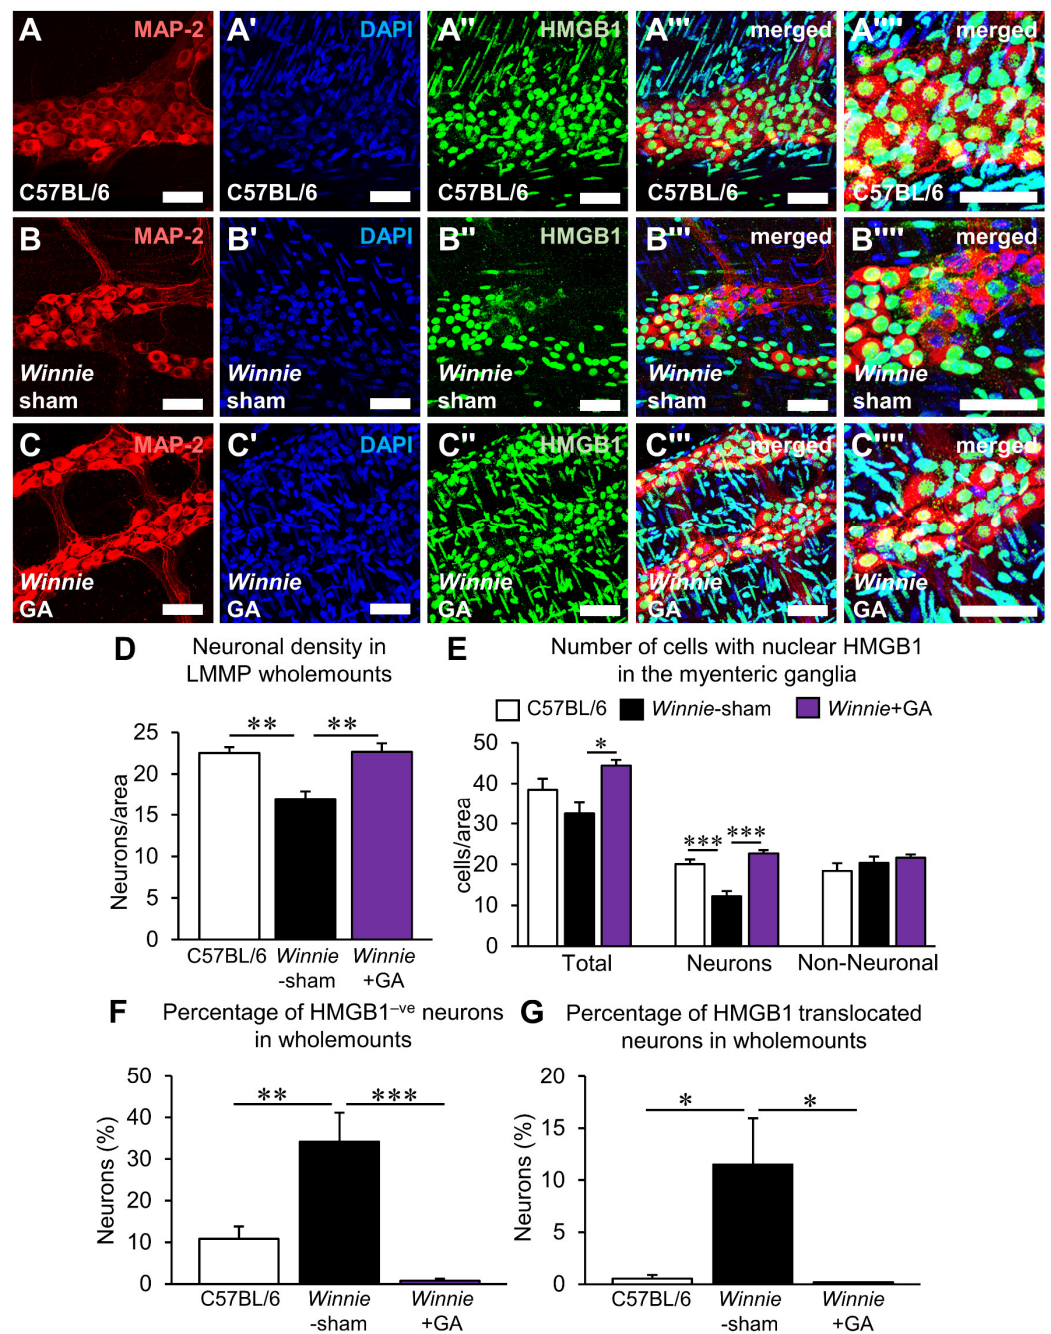 A MAP-2 A' DAPI A'' HMGB1 A''' merged A'''' merged
C57BL/6 C57BL/6 C57BL/6 C57BL/6 C57BL/6
B MAP-2 B' DAPI B'' HMGB1 B''' merged B'''' merged
Winnie Winnie Winnie Winnie Winnie
sham sham sham sham sham
C MAP-2 C' DAPI C'' HMGB1 C''' merged C'''' merged
Winnie Winnie Winnie Winnie Winnie
GA GA GA GA GA
D Neuronal density in
LMMP wholemounts
Neurons/area
25
20
15
10
5
0
** **
C57BL/6 Winnie Winnie
-sham +GA
E Number of cells with nuclear HMGB1
in the myenteric ganglia
C57BL/6 Winnie-sham Winnie+GA
cells/area
50
40
30
20
10
0
*
*** ***
Total Neurons Non-Neuronal
F Percentage of HMGB1–ve neurons
in wholemounts
Neurons (%)
50
40
30
20
10
0
** ***
C57BL/6 Winnie Winnie
-sham +GA
G Percentage of HMGB1 translocated
neurons in wholemounts
Neurons (%)
20
15
10
5
0
* *
C57BL/6 Winnie Winnie
-sham +GA